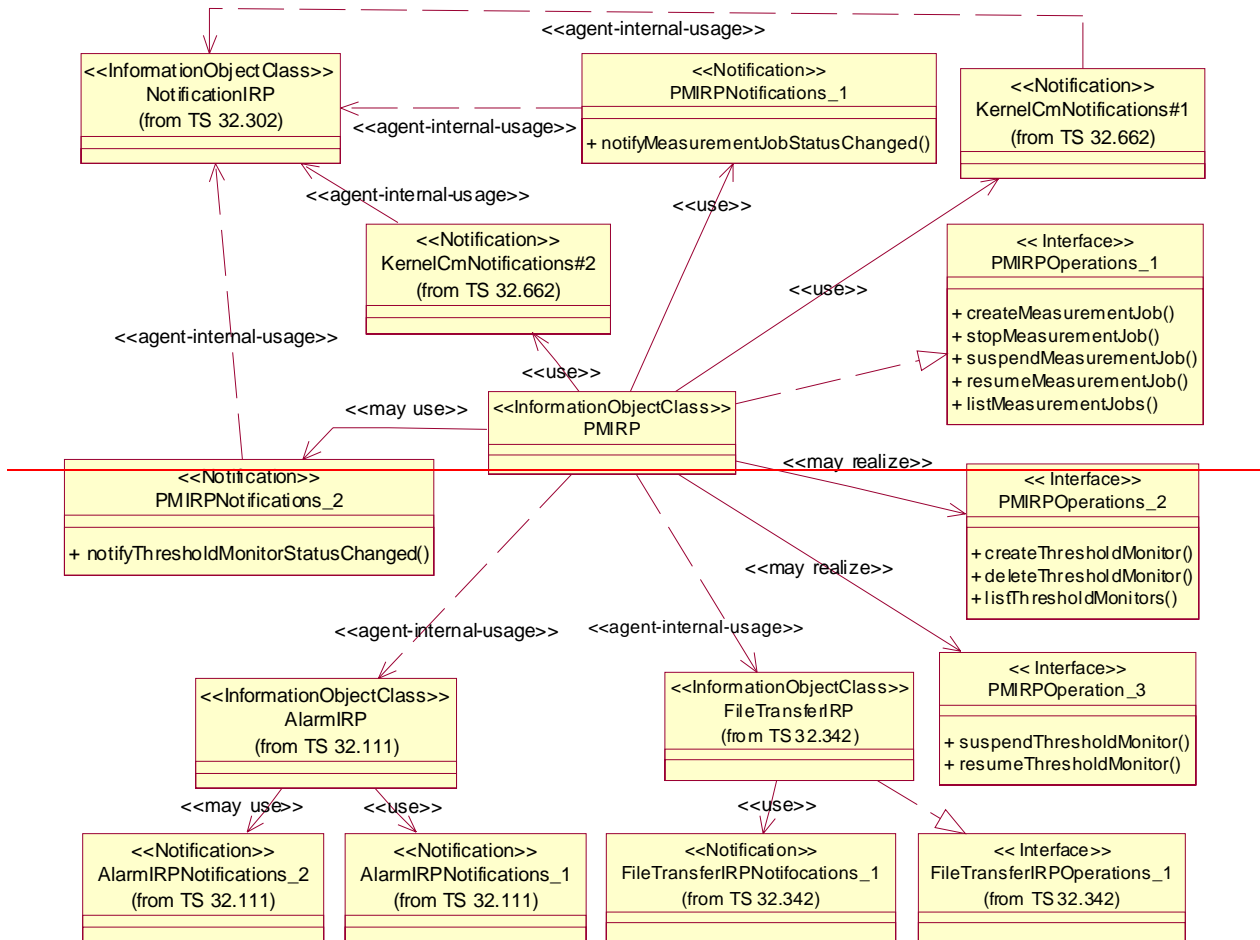 <<agent-internal-usage>>
<<InformationObjectClass>>
NotificationIRP
(from TS 32.302)
<<Notification>>
PMIRPNotifications_1
+ notifyMeasurementJobStatusChanged()
<<Notification>>
KernelCmNotifications#1
(from TS 32.662)
<<agent-internal-usage>>
<<agent-internal-usage>>
<<use>>
<<Notification>>
KernelCmNotifications#2
(from TS 32.662)
<< Interface>>
PMIRPOperations_1
+ createMeasurementJob()
+ stopMeasurementJob()
+ suspendMeasurementJob()
+ resumeMeasurementJob()
+ listMeasurementJobs()
<<use>>
<<agent-internal-usage>>
<<use>>
<<may use>>
<<InformationObjectClass>>
PMIRP
<<may realize>>
<<Notification>>
PMIRPNotifications_2
+ notifyThresholdMonitorStatusChanged()
<< Interface>>
PMIRPOperations_2
+ createThresholdMonitor()
+ deleteThresholdMonitor()
+ listThresholdMonitors()
<<may realize>>
<<agent-internal-usage>>
<<agent-internal-usage>>
<< Interface>>
PMIRPOperation_3
+ suspendThresholdMonitor()
+ resumeThresholdMonitor()
<<InformationObjectClass>>
AlarmIRP
(from TS 32.111)
<<InformationObjectClass>>
FileTransferIRP
(from TS 32.342)
<<may use>>
<<use>>
<<use>>
<<Notification>>
AlarmIRPNotifications_2
(from TS 32.111)
<<Notification>>
AlarmIRPNotifications_1
(from TS 32.111)
<<Notification>>
FileTransferIRPNotifocations_1
(from TS 32.342)
<< Interface>>
FileTransferIRPOperations_1
(from TS 32.342)